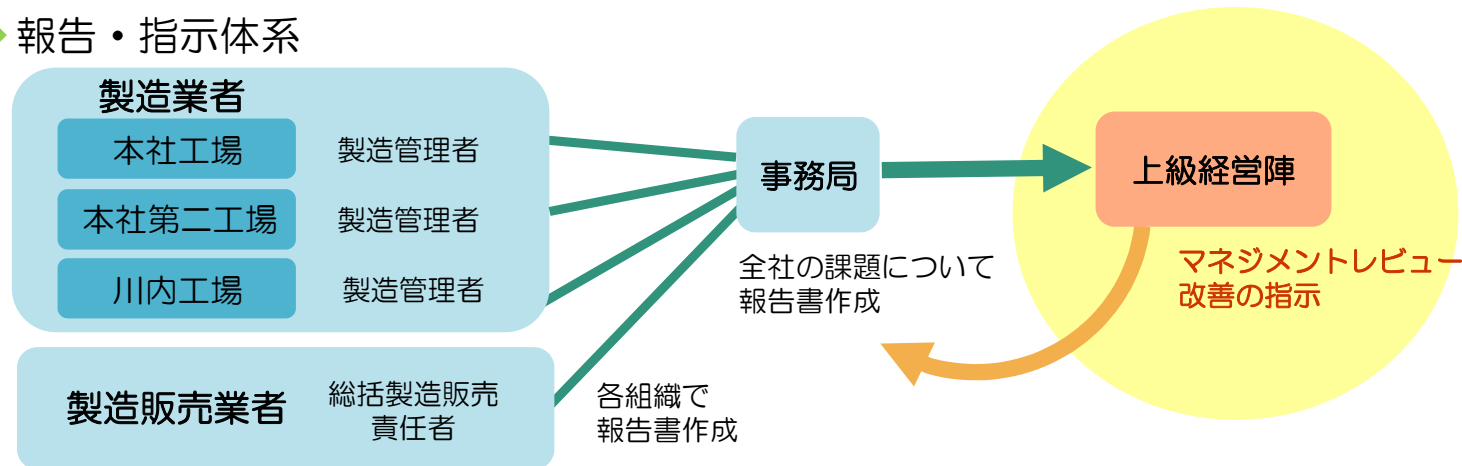 報告・指示体系
製造業者
本社工場
製造管理者
本社第二工場
製造管理者
川内工場
製造管理者
製造販売業者
総括製造販売
責任者
各組織で
報告書作成
事務局
全社の課題について
報告書作成
上級経営陣
マネジメントレビュー
改善の指示